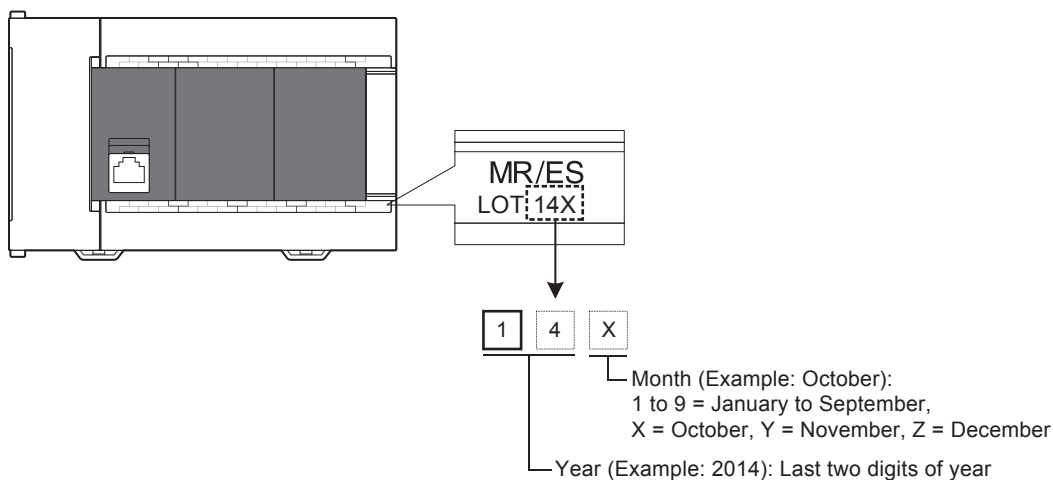 MR/ES
LOT 14X
1 4 X
Month (Example: October):
1 to 9 = January to September,
X = October, Y = November, Z = December
Year (Example: 2014): Last two digits of year